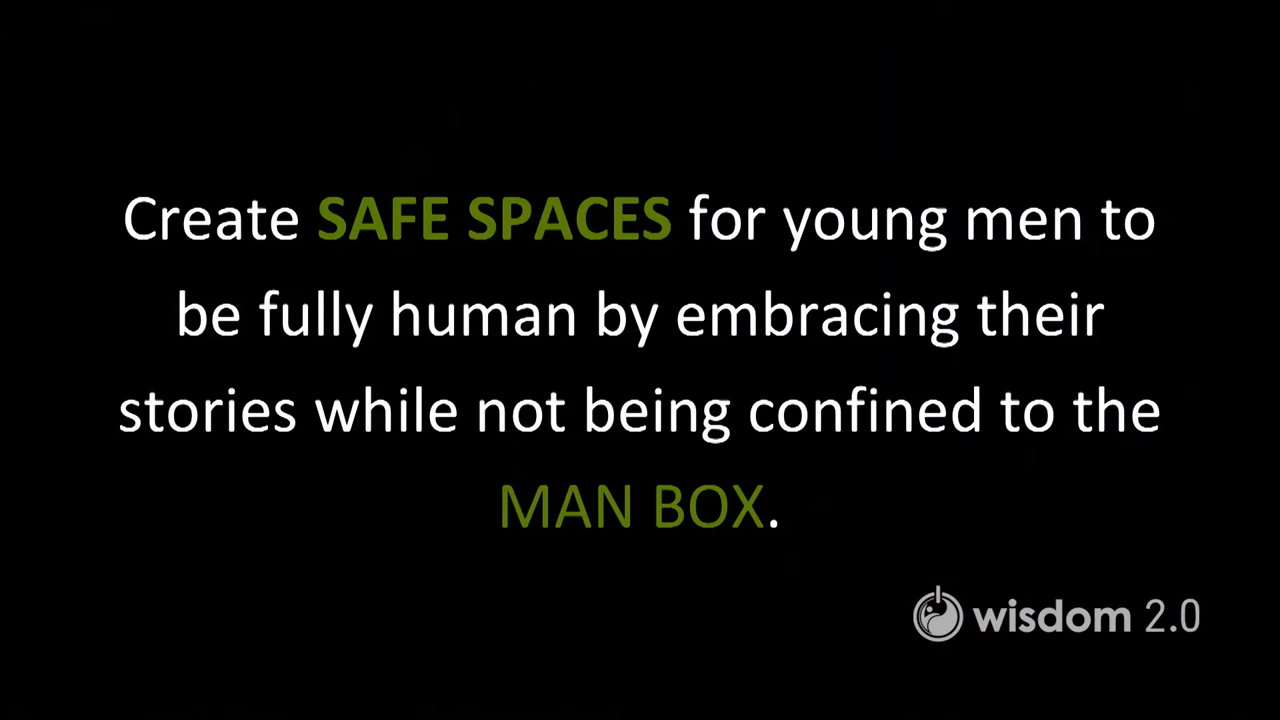 Create SAFE SPACES for young men to
be fully human by embracing their
stories while not being confined to the
MAN BOX.
wisdom 2.0